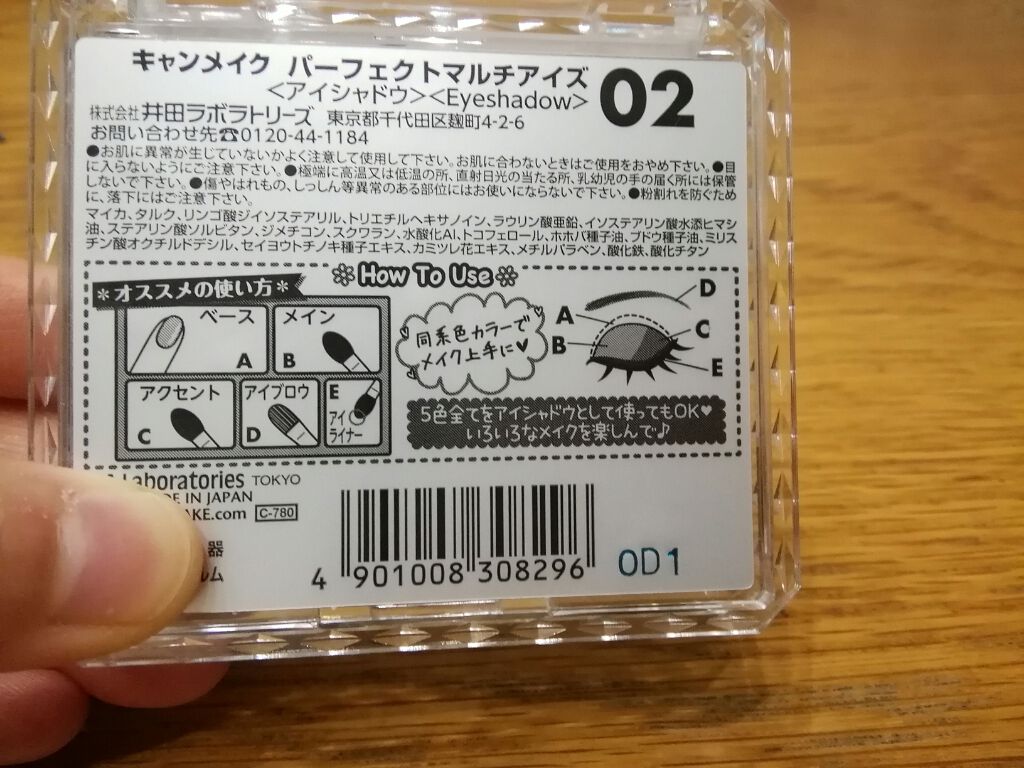 キャンメイク パーフェクトマルチアイズ
<アイシャドウ><Eyeshadow>
02
株式会社 井田ラボラトリーズ 東京都千代田区麹町4-2-6
お問い合わせ先☎0120-44-1184
●お肌に異常が生じていないかよく注意して使用して下さい。お肌に合わないときはご使用をおやめ下さい。●目
に入らないようにご注意下さい。●極端に高温又は低温の所、直射日光の当たる所、乳幼児の手の届く所には保管
しないで下さい。●傷やはれもの、しっしん等異常のある部位にはお使いにならないで下さい。●粉割れを防ぐため
に、落下にはご注意下さい。
マイカ、タルク、リンゴ酸ジイソステアリル、トリエチルヘキサノイン、ラウリン酸亜鉛、イソステアリン酸水添ヒマシ
油、ステアリン酸ソルビタン、ジメチコン、スクワラン、水酸化Al、トコフェロール、ホホバ種子油、ブドウ種子油、ミリス
チン酸オクチルドデシル、セイヨウトチノキ種子エキス、カミツレ花エキス、メチルパラベン、酸化鉄、酸化チタン
How To Use
*オススメの使い方*
ベース
A
メイン
B
アクセント
C
アイブロウ
D
E
アイ
ライナー
同系色カラーで
メイク上手に♥
A
B
D
C
E
5色全てをアイシャドウとして使ってもOK♥
いろいろなメイクを楽しんで♪
Laboratories TOKYO
DE IN JAPAN
AKE.com C-780
器
ルム
4 901008 308296
0D1